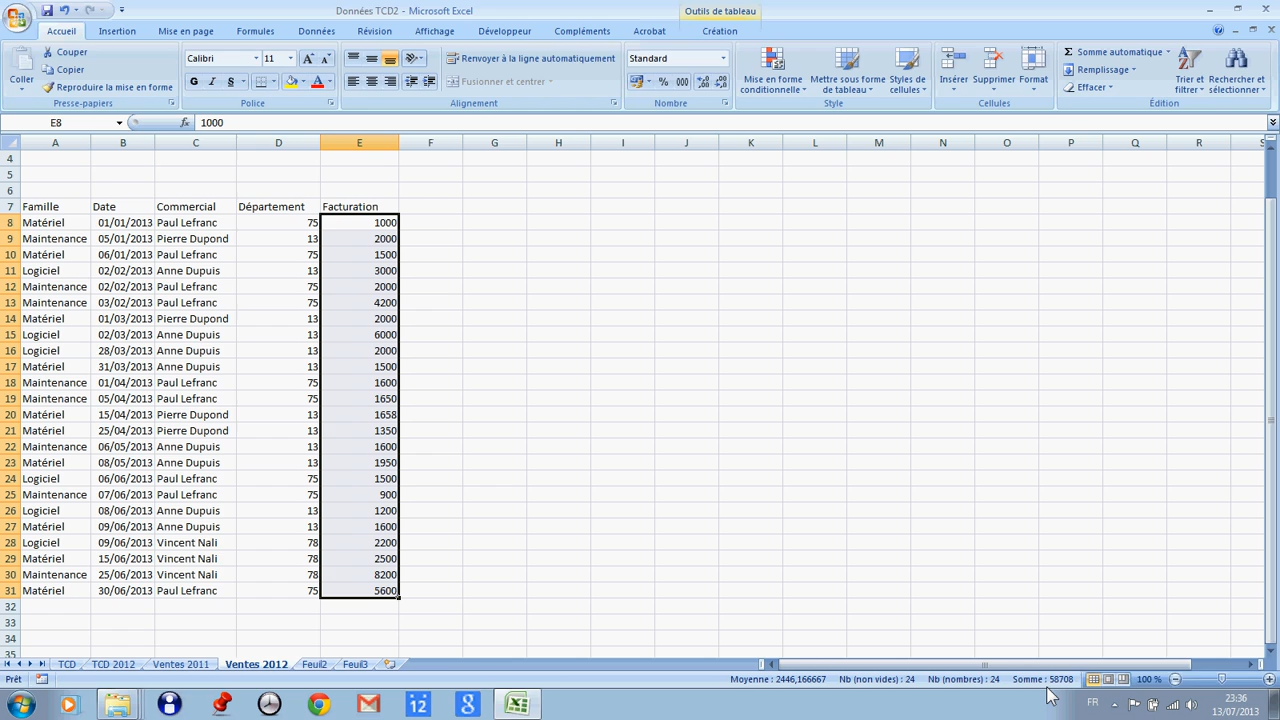 Données TCD2 - Microsoft Excel
Outils de tableau
Accueil Insertion Mise en page Formules Données Révision Affichage Développeur Compléments Acrobat Création
Coller
Couper
Copier
Reproduire la mise en forme
Presse-papiers
Calibri 11
G I S
Police
Renvoyer à la ligne automatiquement
Fusionner et centrer
Alignement
Standard
% 000
Nombre
Mise en forme conditionnelle
Mettre sous forme de tableau
Styles de cellules
Style
Insérer Supprimer Format
Cellules
Somme automatique
Remplissage
Effacer
Trier et filtrer
Rechercher et sélectionner
Édition
E8 fx 1000
A B C D E F G H I J K L M N O P Q R S
4
5
6
7 Famille Date Commercial Département Facturation
8 Matériel 01/01/2013 Paul Lefranc 75 1000
9 Maintenance 05/01/2013 Pierre Dupond 13 2000
10 Matériel 06/01/2013 Paul Lefranc 75 1500
11 Logiciel 02/02/2013 Anne Dupuis 13 3000
12 Maintenance 02/02/2013 Paul Lefranc 75 2000
13 Maintenance 03/02/2013 Paul Lefranc 75 4200
14 Matériel 01/03/2013 Pierre Dupond 13 2000
15 Logiciel 02/03/2013 Anne Dupuis 13 6000
16 Logiciel 28/03/2013 Anne Dupuis 13 2000
17 Matériel 31/03/2013 Anne Dupuis 13 1500
18 Maintenance 01/04/2013 Paul Lefranc 75 1600
19 Maintenance 05/04/2013 Paul Lefranc 75 1650
20 Matériel 15/04/2013 Pierre Dupond 13 1658
21 Matériel 25/04/2013 Pierre Dupond 13 1350
22 Maintenance 06/05/2013 Anne Dupuis 13 1600
23 Matériel 08/05/2013 Anne Dupuis 13 1950
24 Logiciel 06/06/2013 Paul Lefranc 75 1500
25 Maintenance 07/06/2013 Paul Lefranc 75 900
26 Logiciel 08/06/2013 Anne Dupuis 13 1200
27 Matériel 09/06/2013 Anne Dupuis 13 1600
28 Logiciel 09/06/2013 Vincent Nali 78 2200
29 Matériel 15/06/2013 Vincent Nali 78 2500
30 Maintenance 25/06/2013 Vincent Nali 78 8200
31 Matériel 30/06/2013 Paul Lefranc 75 5600
32
33
34
35
TCD TCD 2012 Ventes 2011 Ventes 2012 Feuil2 Feuil3
Prêt Moyenne : 2446,166667 Nb (non vides) : 24 Nb (nombres) : 24 Somme : 58708 100 %
12 8 FR 23:36
13/07/2013